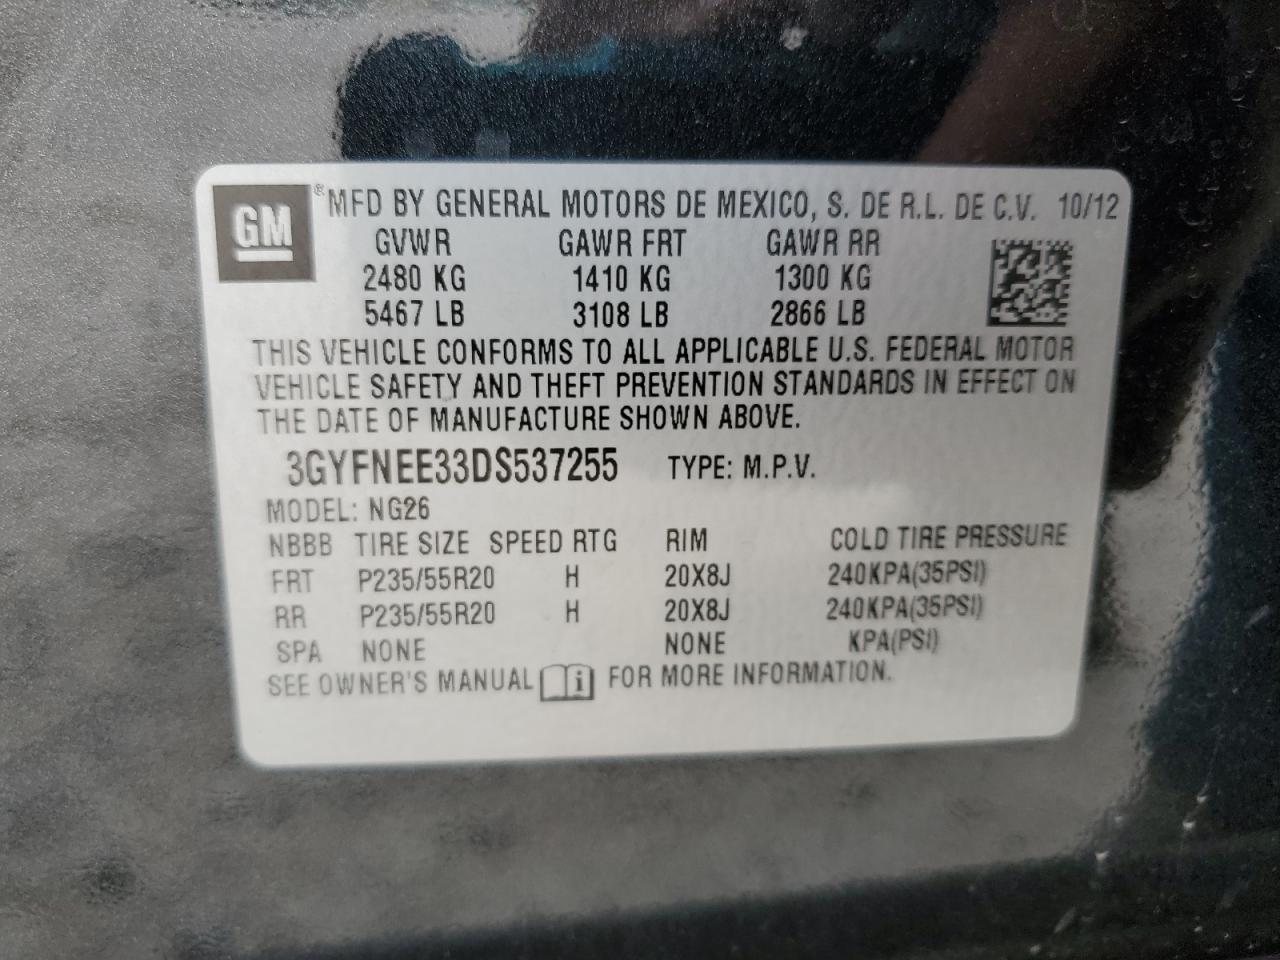 GM ® MFD BY GENERAL MOTORS DE MEXICO, S. DE R.L. DE C.V. 10/12
GVWR GAWR FRT GAWR RR
2480 KG 1410 KG 1300 KG
5467 LB 3108 LB 2866 LB
THIS VEHICLE CONFORMS TO ALL APPLICABLE U.S. FEDERAL MOTOR
VEHICLE SAFETY AND THEFT PREVENTION STANDARDS IN EFFECT ON
THE DATE OF MANUFACTURE SHOWN ABOVE.
3GYFNEE33DS537255 TYPE: M.P.V.
MODEL: NG26
NBBB TIRE SIZE SPEED RTG RIM COLD TIRE PRESSURE
FRT P235/55R20 H 20X8J 240KPA(35PSI)
RR P235/55R20 H 20X8J 240KPA(35PSI)
SPA NONE NONE KPA(PSI)
SEE OWNER'S MANUAL i FOR MORE INFORMATION.